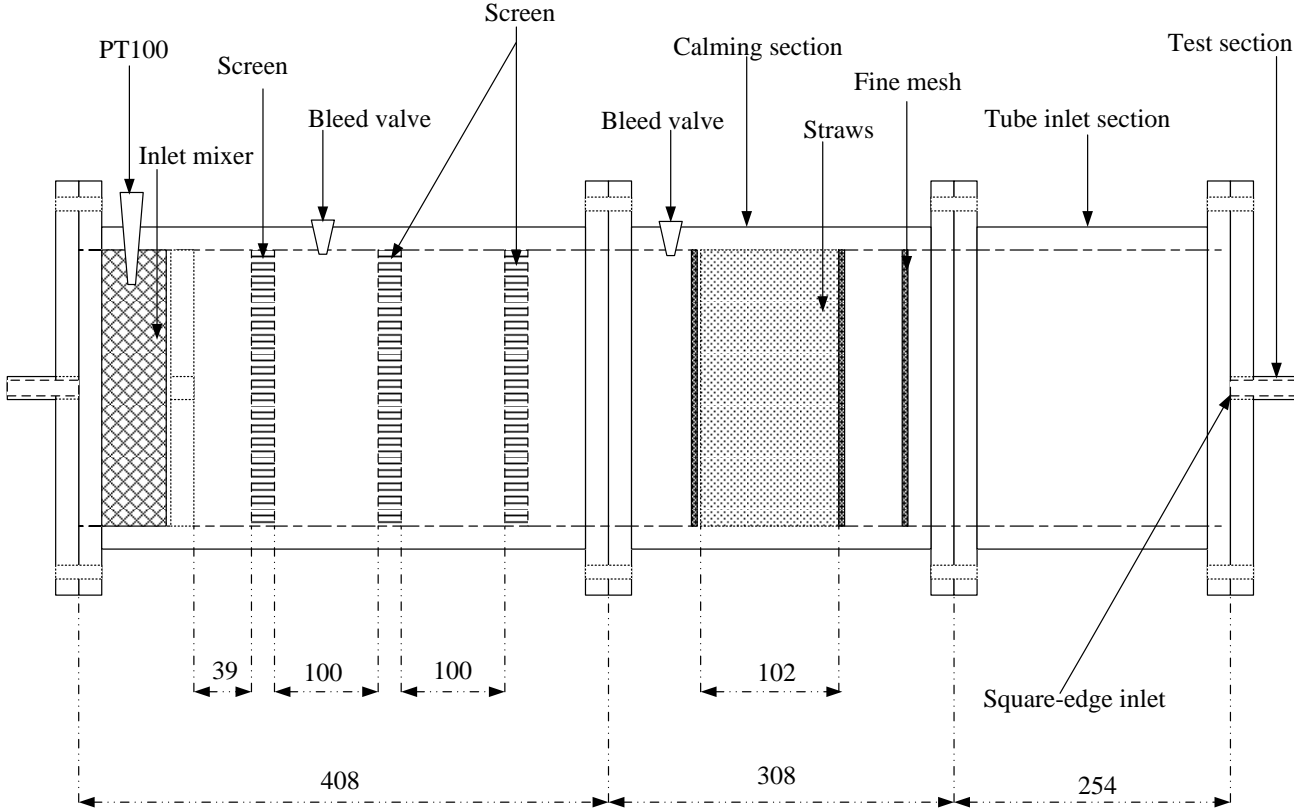 Screen
PT100
Calming section
Test section
Screen
Fine mesh
Bleed valve
Bleed valve
Tube inlet section
Straws
Inlet mixer
39
100
100
102
Square-edge inlet
408
308
254